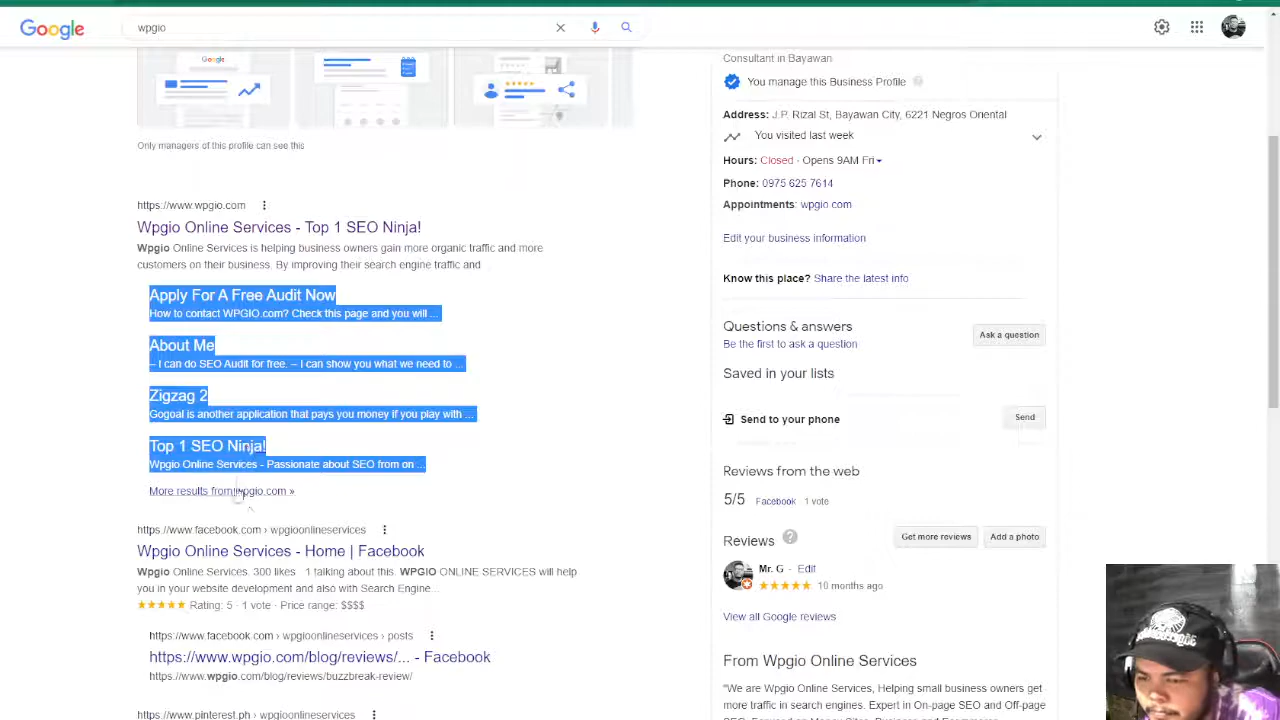 Google
wpgio
Google
Only managers of this profile can see this
https://www.wpgio.com
Wpgio Online Services - Top 1 SEO Ninja!
Wpgio Online Services is helping business owners gain more organic traffic and more
customers on their business. By improving their search engine traffic and
Apply For A Free Audit Now
How to contact WPGIO.com? Check this page and you will ...
About Me
– I can do SEO Audit for free. – I can show you what we need to ...
Zigzag 2
Gogoal is another application that pays you money if you play with ...
Top 1 SEO Ninja!
Wpgio Online Services - Passionate about SEO from on ...
More results from wpgio.com »
https://www.facebook.com › wpgioonlineservices
Wpgio Online Services - Home | Facebook
Wpgio Online Services. 300 likes · 1 talking about this. WPGIO ONLINE SERVICES will help
you in your website development and also with Search Engine...
Rating: 5 · 1 vote · Price range: $$$$
https://www.facebook.com › wpgioonlineservices › posts
https://www.wpgio.com/blog/reviews/... - Facebook
https://www.wpgio.com/blog/reviews/buzzbreak-review/
https://www.pinterest.ph › wpgioonlineservices
Consultant in Bayawan
You manage this Business Profile
Address: J.P. Rizal St, Bayawan City, 6221 Negros Oriental
You visited last week
Hours: Closed · Opens 9AM Fri
Phone: 0975 625 7614
Appointments: wpgio.com
Edit your business information
Know this place? Share the latest info
Questions & answers
Ask a question
Be the first to ask a question
Saved in your lists
Send to your phone
Send
Reviews from the web
5/5 Facebook 1 vote
Reviews
Get more reviews
Add a photo
Mr. G - Edit
10 months ago
View all Google reviews
From Wpgio Online Services
"We are Wpgio Online Services, Helping small business owners get
more traffic in search engines. Expert in On-page SEO and Off-page